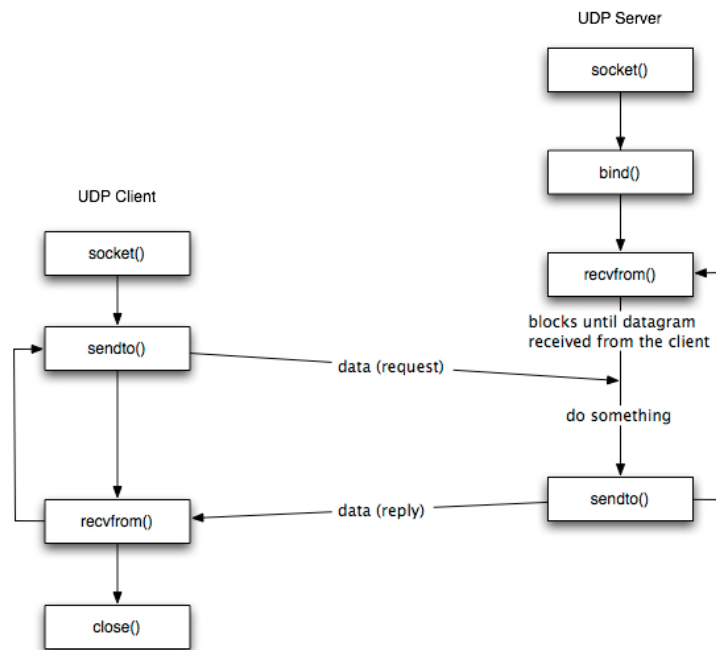 UDP Server
socket()
bind()
UDP Client
socket()
recvfrom()
blocks until datagram
received from the client
sendto()
data (request)
do something
sendto()
data (reply)
recvfrom()
close()